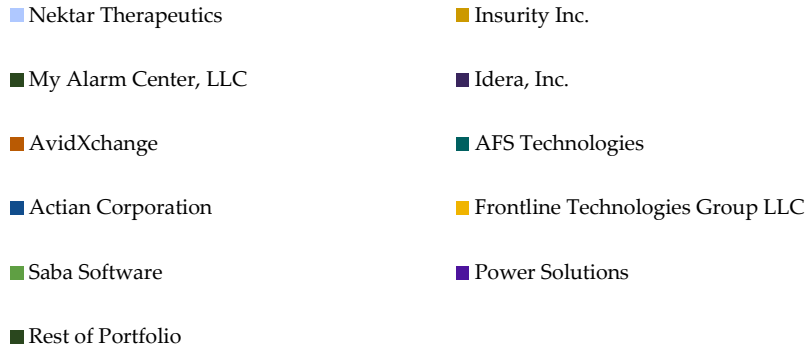 Nektar Therapeutics
Insurity Inc.
My Alarm Center, LLC
Idera, Inc.
AvidXchange
AFS Technologies
Actian Corporation
Frontline Technologies Group LLC
Saba Software
Power Solutions
Rest of Portfolio